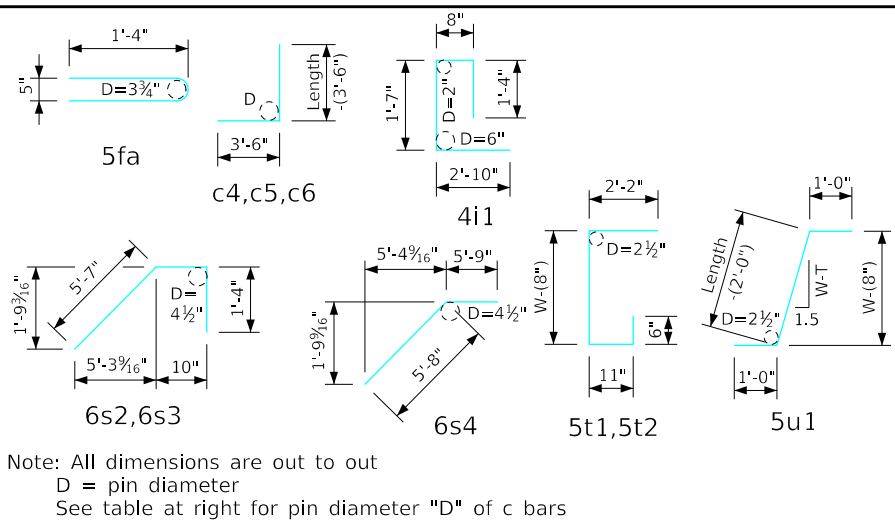 1'-4"
5"
D=3¾"
5fa
D
Length
-(3'-6")
3'-6"
c4,c5,c6
8"
1'-7"
D=2"
1'-4"
D=6"
2'-10"
4i1
5'-7"
1'-9³⁄₁₆"
D=
4½"
1'-4"
5'-3⁹⁄₁₆"
10"
6s2,6s3
5'-4⁹⁄₁₆"
5'-9"
D=4½"
1'-9⁹⁄₁₆"
5'-8"
6s4
2'-2"
D=2½"
W-(8")
6"
11"
5t1,5t2
1'-0"
Length
-(2'-0")
W-T
1.5
W-(8")
D=2½"
1'-0"
5u1
Note: All dimensions are out to out
D = pin diameter
See table at right for pin diameter "D" of c bars